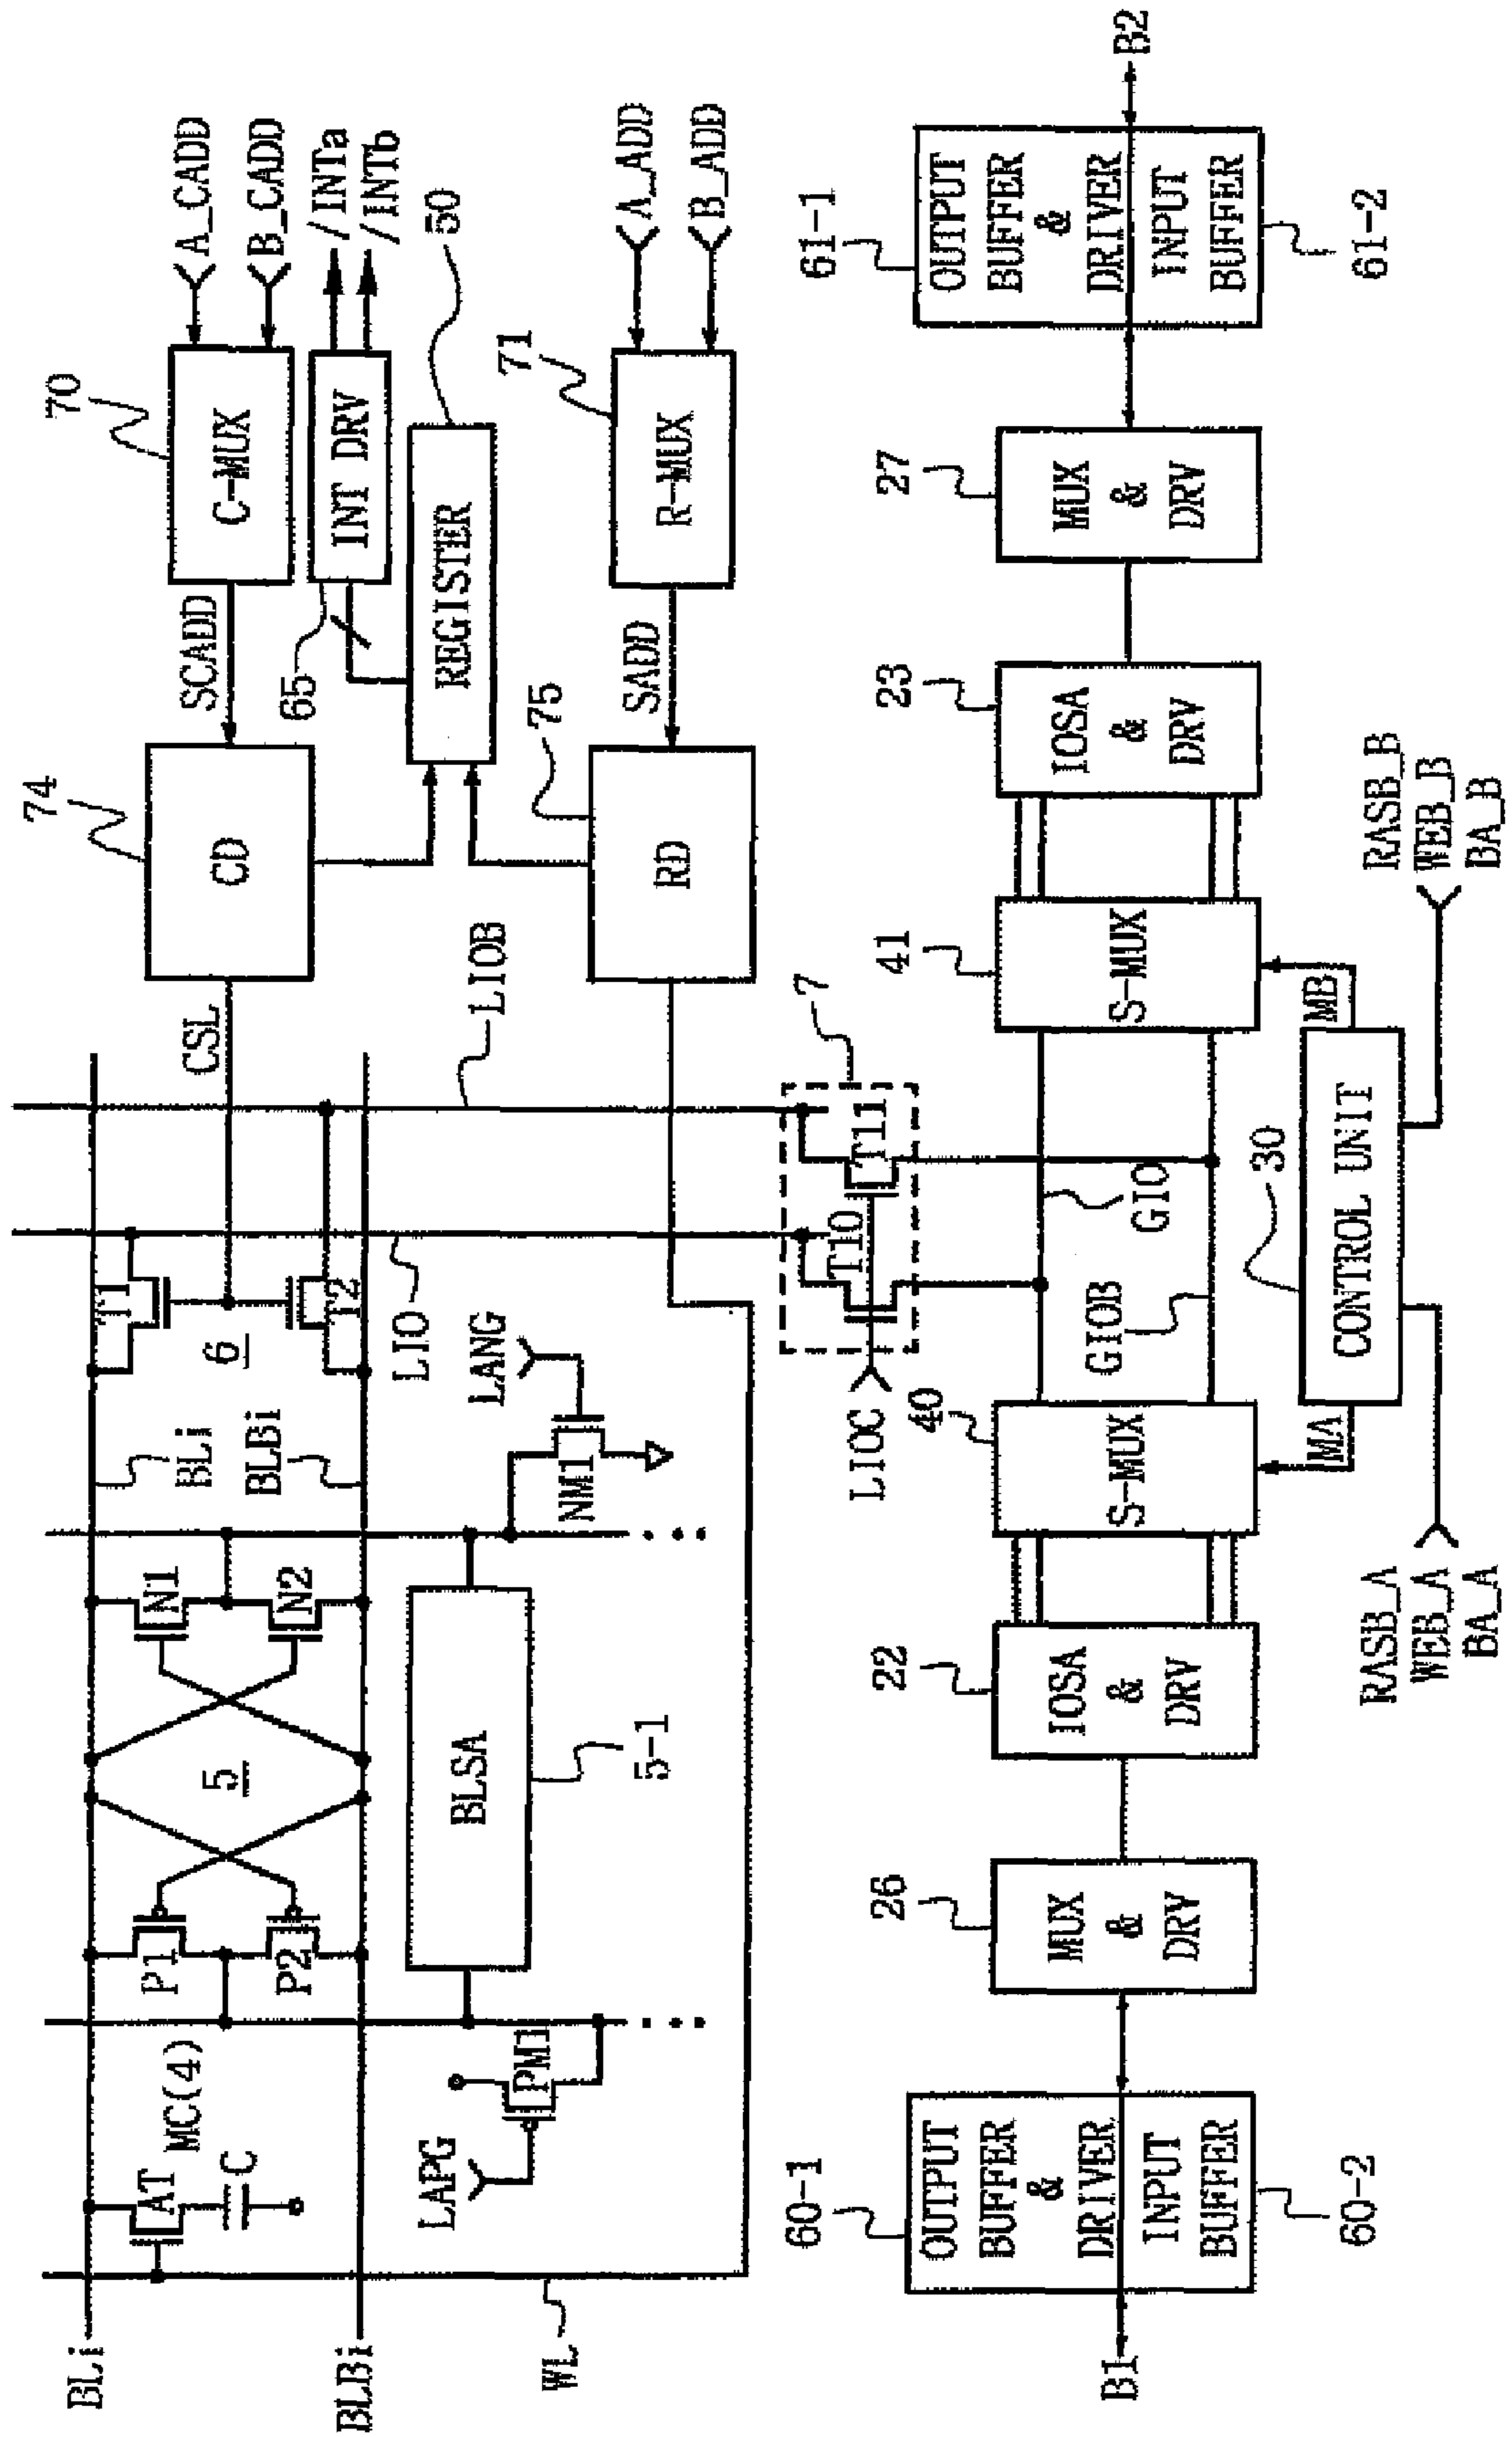 BLi
BLBi
WL
AT
MC(4)
C
P1
P2
5
N1
N2
BLi
BLBi
6
T1
T2
CSL
CD
74
SCADD
C-MUX
70
A_CADD
B_CADD
INT DRV
65
/INTa
/INTb
REGISTER
50
LAPG
PM1
BLSA
5-1
NM1
LANG
LIO
LIOB
RD
75
SADD
R-MUX
71
A_ADD
B_ADD
LIOC
T10
T11
7
B1
60-1
OUTPUT
BUFFER
&
DRIVER
INPUT
BUFFER
60-2
26
MUX
&
DRV
22
IOSA
&
DRV
40
S-MUX
GIOB
GIO
41
S-MUX
23
IOSA
&
DRV
27
MUX
&
DRV
61-1
OUTPUT
BUFFER
&
DRIVER
INPUT
BUFFER
61-2
B2
MA
30
CONTROL UNIT
MB
RASB_A
WEB_A
BA_A
RASB_B
WEB_B
BA_B